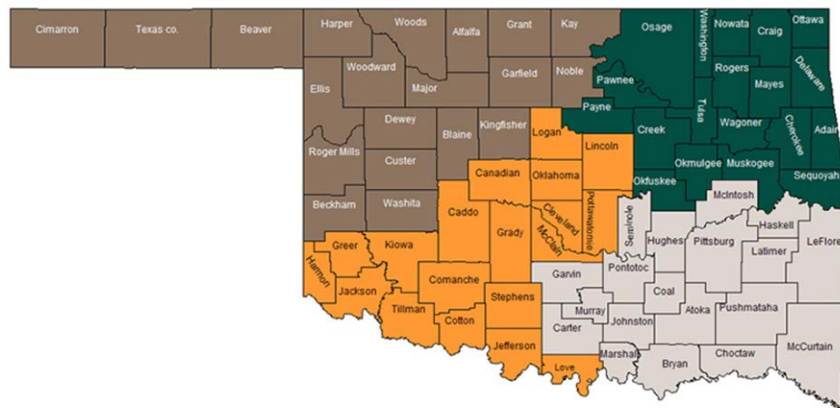 Cimarron
Texas co.
Beaver
Harper
Woods
Alfalfa
Grant
Kay
Osage
Washington
Nowata
Craig
Ottawa
Ellis
Woodward
Major
Garfield
Noble
Pawnee
Rogers
Mayes
Delaware
Dewey
Blaine
Kingfisher
Logan
Payne
Creek
Tulsa
Wagoner
Cherokee
Adair
Roger Mills
Custer
Canadian
Oklahoma
Lincoln
Okfuskee
Okmulgee
Muskogee
Sequoyah
Beckham
Washita
Caddo
Grady
Cleveland
McClain
Potawatomie
Seminole
McIntosh
Hughes
Pittsburg
Haskell
Latimer
LeFlore
Greer
Kiowa
Harmon
Jackson
Comanche
Tillman
Cotton
Stephens
Jefferson
Garvin
Pontotoc
Murray
Coal
Carter
Johnston
Atoka
Pushmataha
McCurtain
Love
Marshall
Bryan
Choctaw